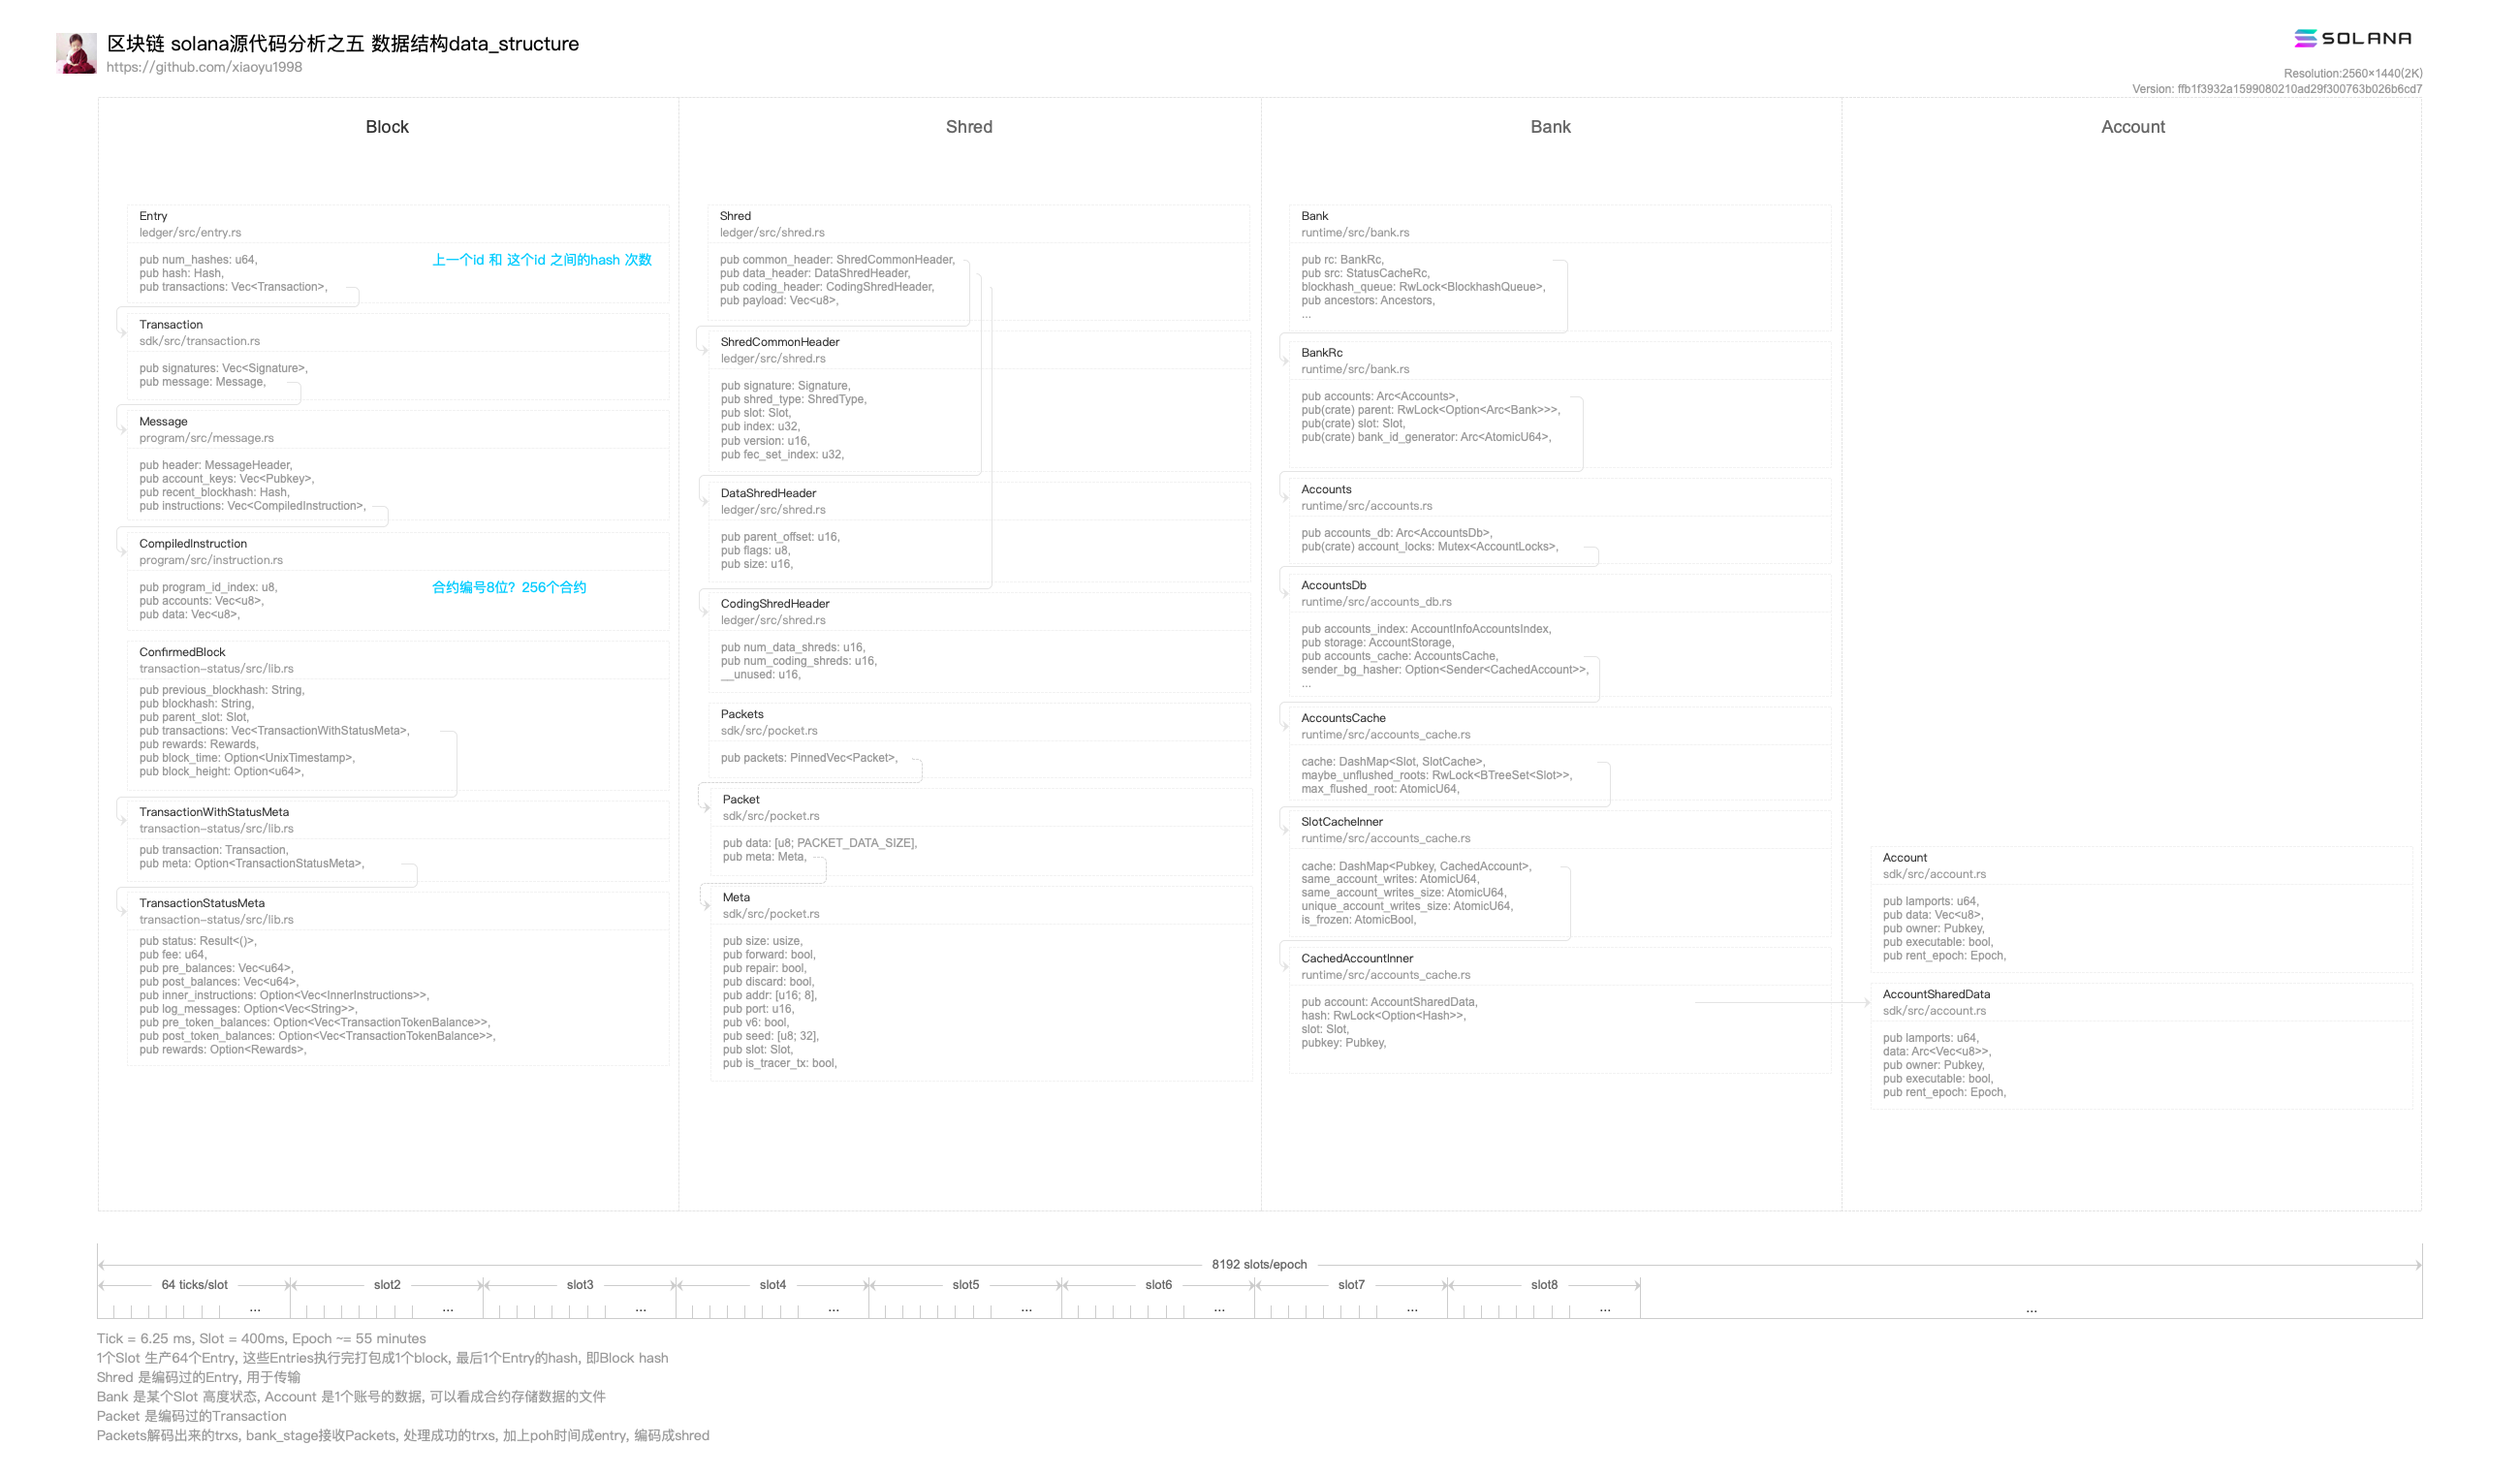 区块链 solana源代码分析之五 数据结构data_structure
https://github.com/xiaoyu1998
SOLANA
Resolution:2560×1440(2K)
Version: ffb1f3932a1599080210ad29f300763b026b6cd7
Block
Entry
ledger/src/entry.rs
pub num_hashes: u64,
上一个id 和 这个id 之间的hash 次数
pub hash: Hash,
pub transactions: Vec<Transaction>,
Transaction
sdk/src/transaction.rs
pub signatures: Vec<Signature>,
pub message: Message,
Message
program/src/message.rs
pub header: MessageHeader,
pub account_keys: Vec<Pubkey>,
pub recent_blockhash: Hash,
pub instructions: Vec<CompiledInstruction>,
CompiledInstruction
program/src/instruction.rs
pub program_id_index: u8,
合约编号8位？256个合约
pub accounts: Vec<u8>,
pub data: Vec<u8>,
ConfirmedBlock
transaction-status/src/lib.rs
pub previous_blockhash: String,
pub blockhash: String,
pub parent_slot: Slot,
pub transactions: Vec<TransactionWithStatusMeta>,
pub rewards: Rewards,
pub block_time: Option<UnixTimestamp>,
pub block_height: Option<u64>,
TransactionWithStatusMeta
transaction-status/src/lib.rs
pub transaction: Transaction,
pub meta: Option<TransactionStatusMeta>,
TransactionStatusMeta
transaction-status/src/lib.rs
pub status: Result<()>,
pub fee: u64,
pub pre_balances: Vec<u64>,
pub post_balances: Vec<u64>,
pub inner_instructions: Option<Vec<InnerInstructions>>,
pub log_messages: Option<Vec<String>>,
pub pre_token_balances: Option<Vec<TransactionTokenBalance>>,
pub post_token_balances: Option<Vec<TransactionTokenBalance>>,
pub rewards: Option<Rewards>,
Shred
Shred
ledger/src/shred.rs
pub common_header: ShredCommonHeader,
pub data_header: DataShredHeader,
pub coding_header: CodingShredHeader,
pub payload: Vec<u8>,
ShredCommonHeader
ledger/src/shred.rs
pub signature: Signature,
pub shred_type: ShredType,
pub slot: Slot,
pub index: u32,
pub version: u16,
pub fec_set_index: u32,
DataShredHeader
ledger/src/shred.rs
pub parent_offset: u16,
pub flags: u8,
pub size: u16,
CodingShredHeader
ledger/src/shred.rs
pub num_data_shreds: u16,
pub num_coding_shreds: u16,
__unused: u16,
Packets
sdk/src/pocket.rs
pub packets: PinnedVec<Packet>,
Packet
sdk/src/pocket.rs
pub data: [u8; PACKET_DATA_SIZE],
pub meta: Meta,
Meta
sdk/src/pocket.rs
pub size: usize,
pub forward: bool,
pub repair: bool,
pub discard: bool,
pub addr: [u16; 8],
pub port: u16,
pub v6: bool,
pub seed: [u8; 32],
pub slot: Slot,
pub is_tracer_tx: bool,
Bank
Bank
runtime/src/bank.rs
pub rc: BankRc,
pub src: StatusCacheRc,
blockhash_queue: RwLock<BlockhashQueue>,
pub ancestors: Ancestors,
...
BankRc
runtime/src/bank.rs
pub accounts: Arc<Accounts>,
pub(crate) parent: RwLock<Option<Arc<Bank>>>,
pub(crate) slot: Slot,
pub(crate) bank_id_generator: Arc<AtomicU64>,
Accounts
runtime/src/accounts.rs
pub accounts_db: Arc<AccountsDb>,
pub(crate) account_locks: Mutex<AccountLocks>,
AccountsDb
runtime/src/accounts_db.rs
pub accounts_index: AccountInfoAccountsIndex,
pub storage: AccountStorage,
pub accounts_cache: AccountsCache,
sender_bg_hasher: Option<Sender<CachedAccount>>,
...
AccountsCache
runtime/src/accounts_cache.rs
cache: DashMap<Slot, SlotCache>,
maybe_unflushed_roots: RwLock<BTreeSet<Slot>>,
max_flushed_root: AtomicU64,
SlotCacheInner
runtime/src/accounts_cache.rs
cache: DashMap<Pubkey, CachedAccount>,
same_account_writes: AtomicU64,
same_account_writes_size: AtomicU64,
unique_account_writes_size: AtomicU64,
is_frozen: AtomicBool,
CachedAccountInner
runtime/src/accounts_cache.rs
pub account: AccountSharedData,
hash: RwLock<Option<Hash>>,
slot: Slot,
pubkey: Pubkey,
Account
Account
sdk/src/account.rs
pub lamports: u64,
pub data: Vec<u8>,
pub owner: Pubkey,
pub executable: bool,
pub rent_epoch: Epoch,
AccountSharedData
sdk/src/account.rs
pub lamports: u64,
data: Arc<Vec<u8>>,
pub owner: Pubkey,
pub executable: bool,
pub rent_epoch: Epoch,
8192 slots/epoch
64 ticks/slot slot2 slot3 slot4 slot5 slot6 slot7 slot8
... ... ... ... ... ... ... ... ...
Tick = 6.25 ms, Slot = 400ms, Epoch ~= 55 minutes
1个Slot 生产64个Entry, 这些Entries执行完打包成1个block, 最后1个Entry的hash, 即Block hash
Shred 是编码过的Entry, 用于传输
Bank 是某个Slot 高度状态, Account 是1个账号的数据, 可以看成合约存储数据的文件
Packet 是编码过的Transaction
Packets解码出来的trxs, bank_stage接收Packets, 处理成功的trxs, 加上poh时间成entry, 编码成shred